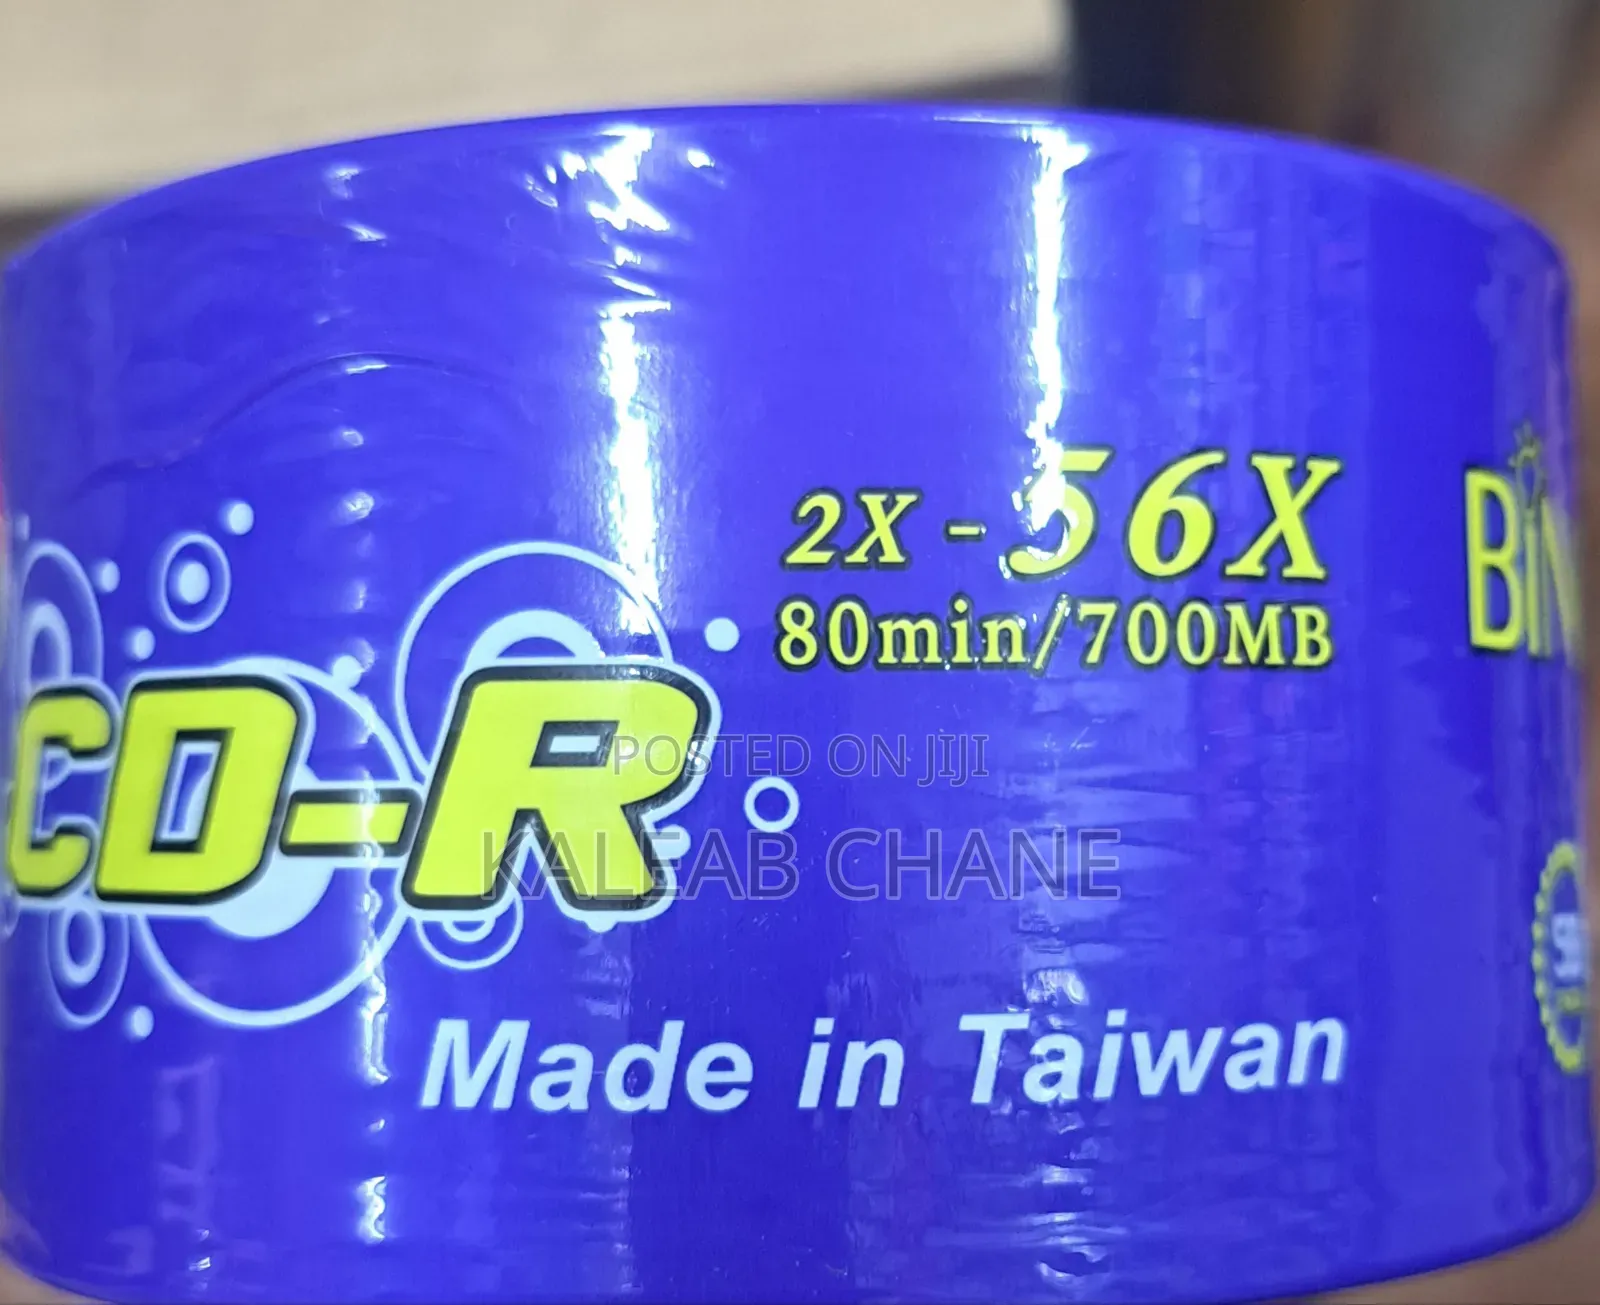 2X - 56X
80min/700MB
CD-R
POSTED ON JIJI
KALEAB CHANE
Made in Taiwan